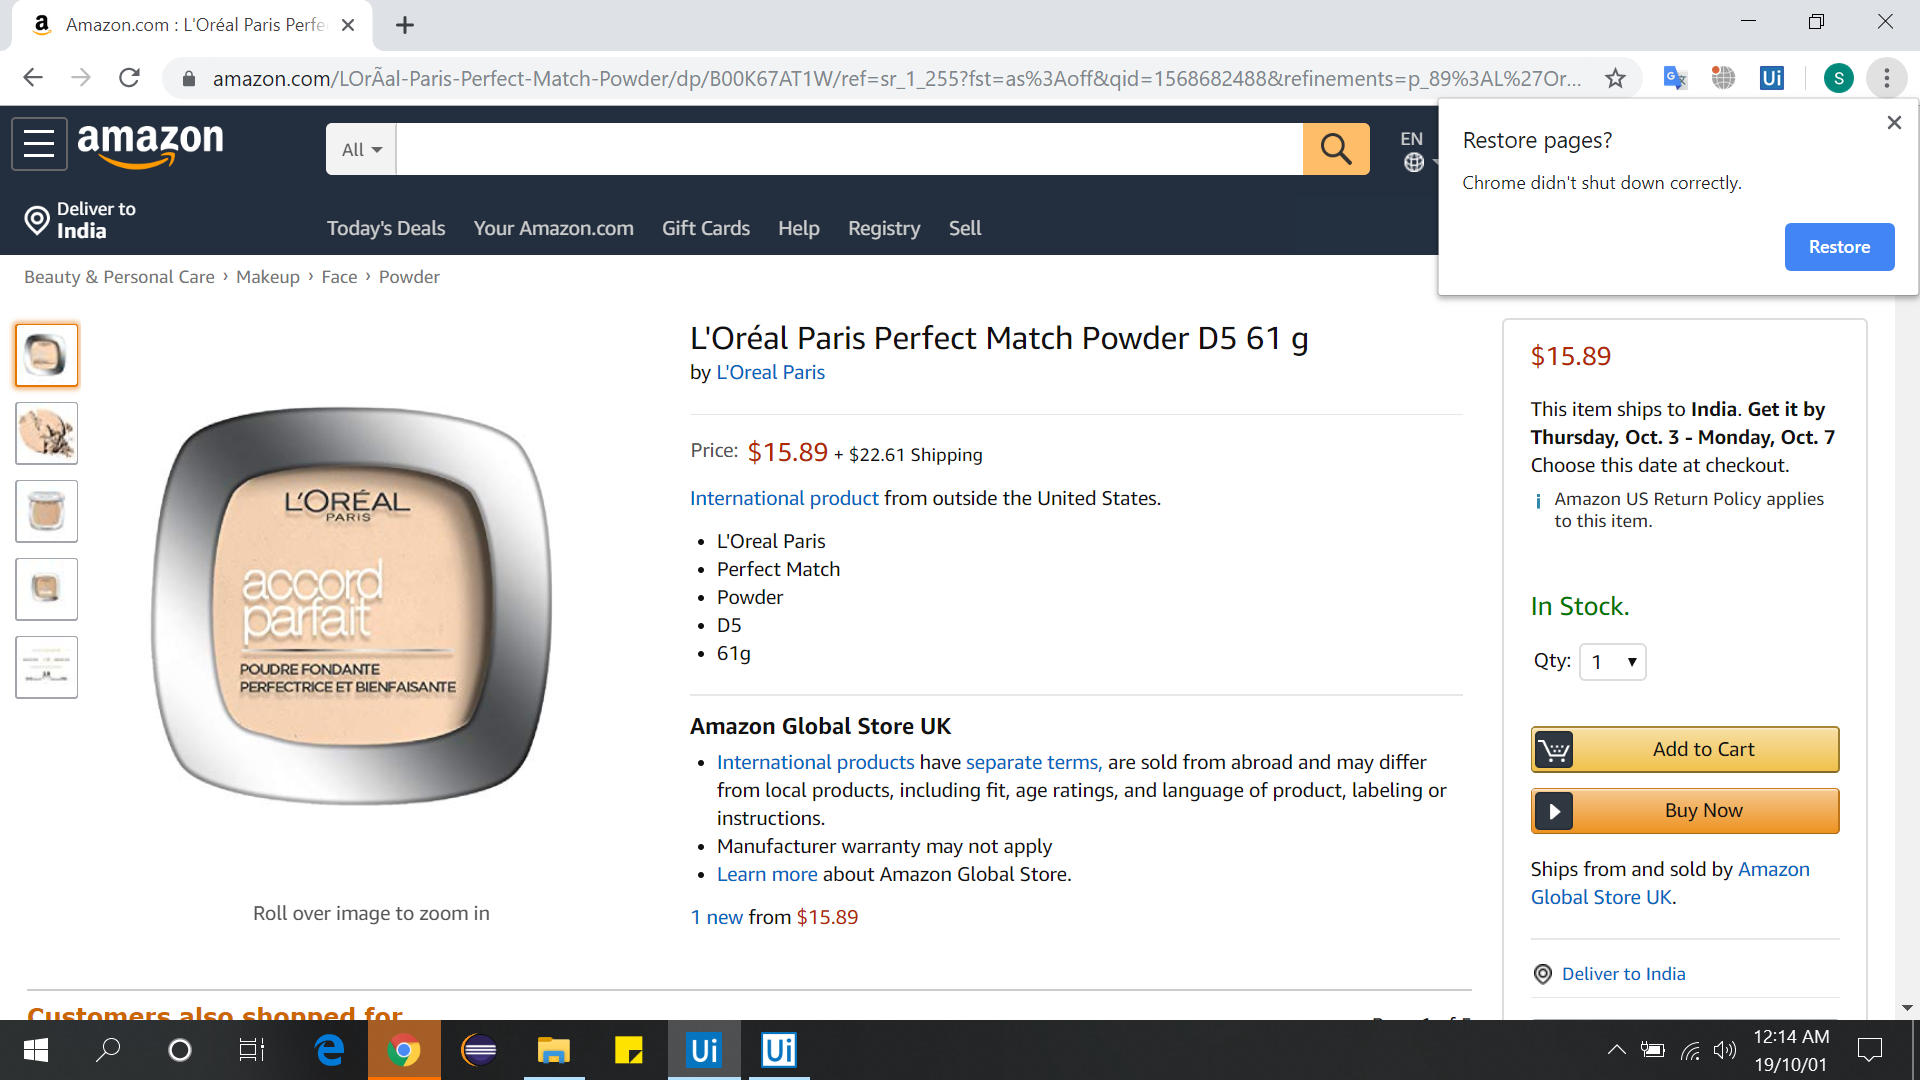 Amazon.com : L'Oréal Paris Perfe
amazon.com/LOrÃal-Paris-Perfect-Match-Powder/dp/B00K67AT1W/ref=sr_1_255?fst=as%3Aoff&qid=1568682488&refinements=p_89%3AL%27Or...
Ui
S
Restore pages?
Chrome didn't shut down correctly.
Restore
amazon
All
EN
Deliver to
India
Today's Deals Your Amazon.com Gift Cards Help Registry Sell
Beauty & Personal Care › Makeup › Face › Powder
L'ORÉAL
PARIS
accord
parfait
POUDRE FONDANTE
PERFECTRICE ET BIENFAISANTE
Roll over image to zoom in
L'Oréal Paris Perfect Match Powder D5 61 g
by L'Oreal Paris
Price: $15.89 + $22.61 Shipping
International product from outside the United States.
• L'Oreal Paris
• Perfect Match
• Powder
• D5
• 61g
Amazon Global Store UK
• International products have separate terms, are sold from abroad and may differ
from local products, including fit, age ratings, and language of product, labeling or
instructions.
• Manufacturer warranty may not apply
• Learn more about Amazon Global Store.
1 new from $15.89
$15.89
This item ships to India. Get it by
Thursday, Oct. 3 - Monday, Oct. 7
Choose this date at checkout.
Amazon US Return Policy applies
to this item.
In Stock.
Qty: 1
Add to Cart
Buy Now
Ships from and sold by Amazon
Global Store UK.
Deliver to India
Customers also shopped for
Page 1 of 5
Ui
Ui
12:14 AM
19/10/01